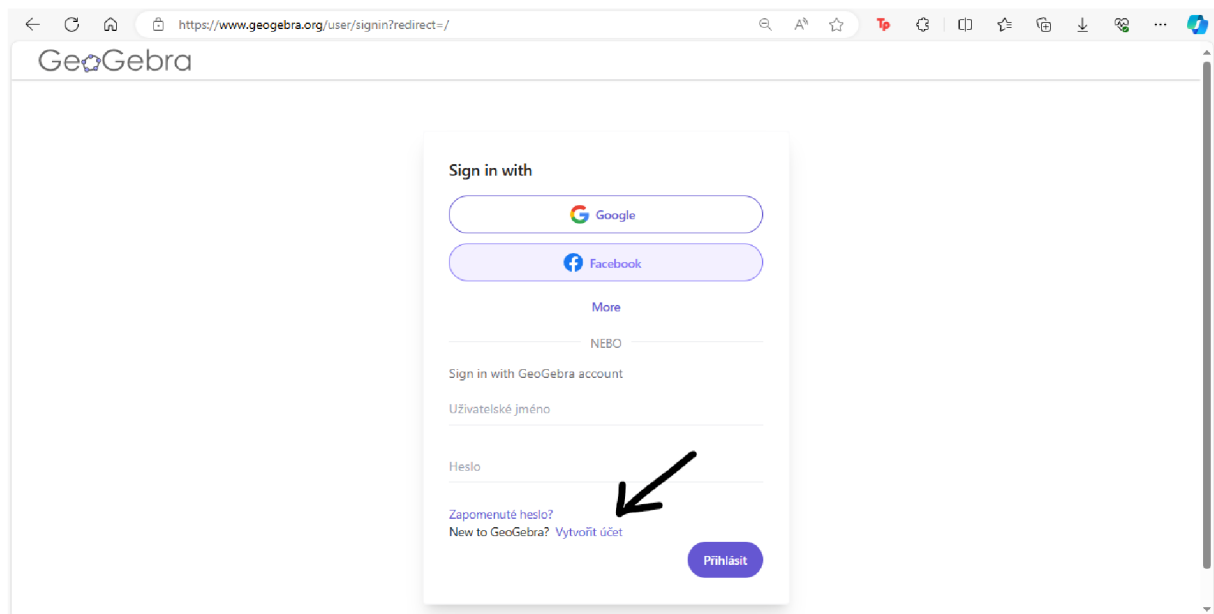 https://www.geogebra.org/user/signin?redirect=/
GeoGebra
Sign in with
Google
Facebook
More
NEBO
Sign in with GeoGebra account
Uživatelské jméno
Heslo
Zapomenuté heslo?
New to GeoGebra? Vytvořit účet
Přihlásit